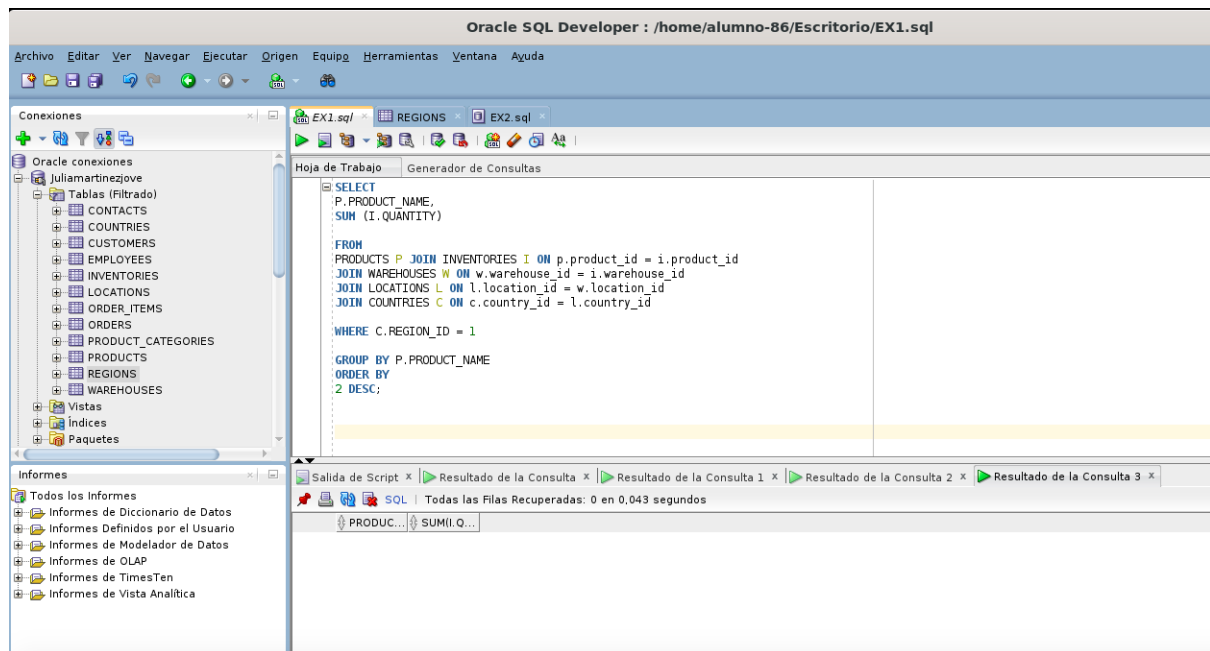 Oracle SQL Developer : /home/alumno-86/Escritorio/EX1.sql
Archivo Editar Ver Navegar Ejecutar Origen Equipo Herramientas Ventana Ayuda
Conexiones
Oracle conexiones
Juliamartinezjove
Tablas (Filtrado)
CONTACTS
COUNTRIES
CUSTOMERS
EMPLOYEES
INVENTORIES
LOCATIONS
ORDER_ITEMS
ORDERS
PRODUCT_CATEGORIES
PRODUCTS
REGIONS
WAREHOUSES
Vistas
Índices
Paquetes
Informes
Todos los Informes
Informes de Diccionario de Datos
Informes Definidos por el Usuario
Informes de Modelador de Datos
Informes de OLAP
Informes de TimesTen
Informes de Vista Analítica
EX1.sql REGIONS EX2.sql
Hoja de Trabajo Generador de Consultas
SELECT
P.PRODUCT_NAME,
SUM (I.QUANTITY)
FROM
PRODUCTS P JOIN INVENTORIES I ON p.product_id = i.product_id
JOIN WAREHOUSES W ON w.warehouse_id = i.warehouse_id
JOIN LOCATIONS L ON l.location_id = w.location_id
JOIN COUNTRIES C ON c.country_id = l.country_id
WHERE C.REGION_ID = 1
GROUP BY P.PRODUCT_NAME
ORDER BY
2 DESC;
Salida de Script x Resultado de la Consulta x Resultado de la Consulta 1 x Resultado de la Consulta 2 x Resultado de la Consulta 3 x
SQL | Todas las Filas Recuperadas: 0 en 0,043 segundos
PRODUC... SUM(I.Q...